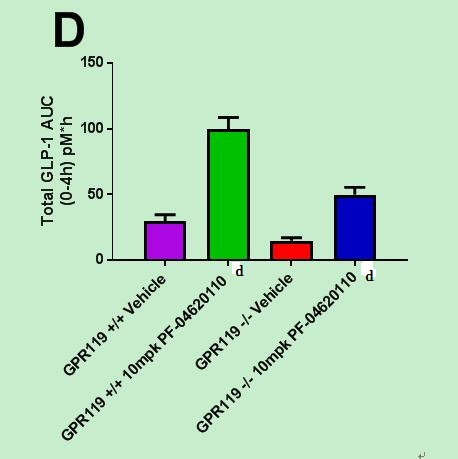 D
Total GLP-1 AUC
(0-4h) pM*h
150
100
50
0
d
d
GPR119 +/+ Vehicle
GPR119 +/+ 10mpk PF-04620110
GPR119 -/- Vehicle
GPR119 -/- 10mpk PF-04620110